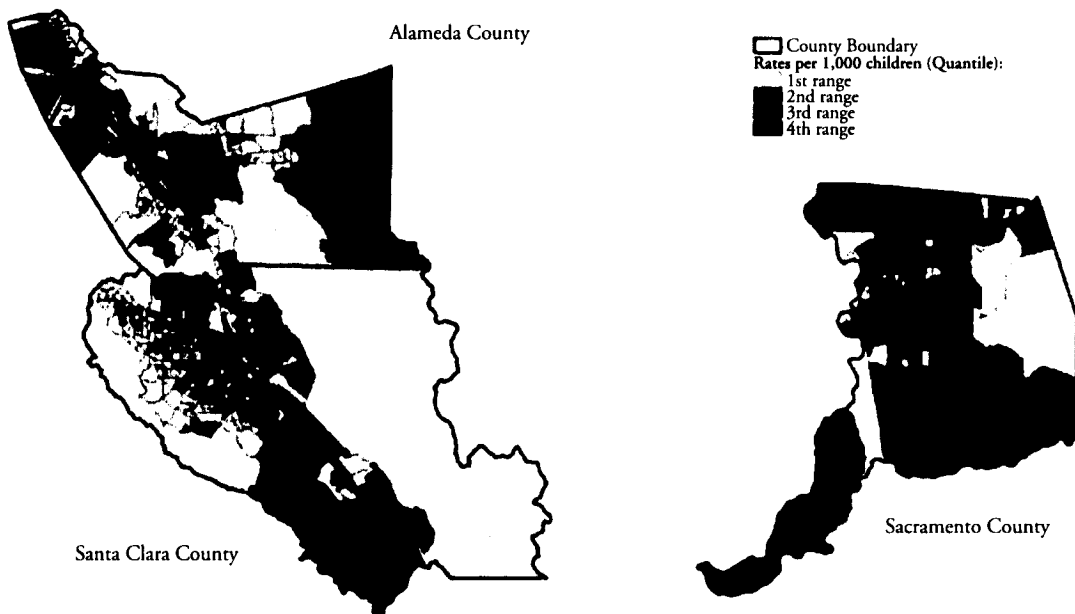 Alameda County
County Boundary
Rates per 1,000 children (Quantile):
1st range
2nd range
3rd range
4th range
Santa Clara County
Sacramento County